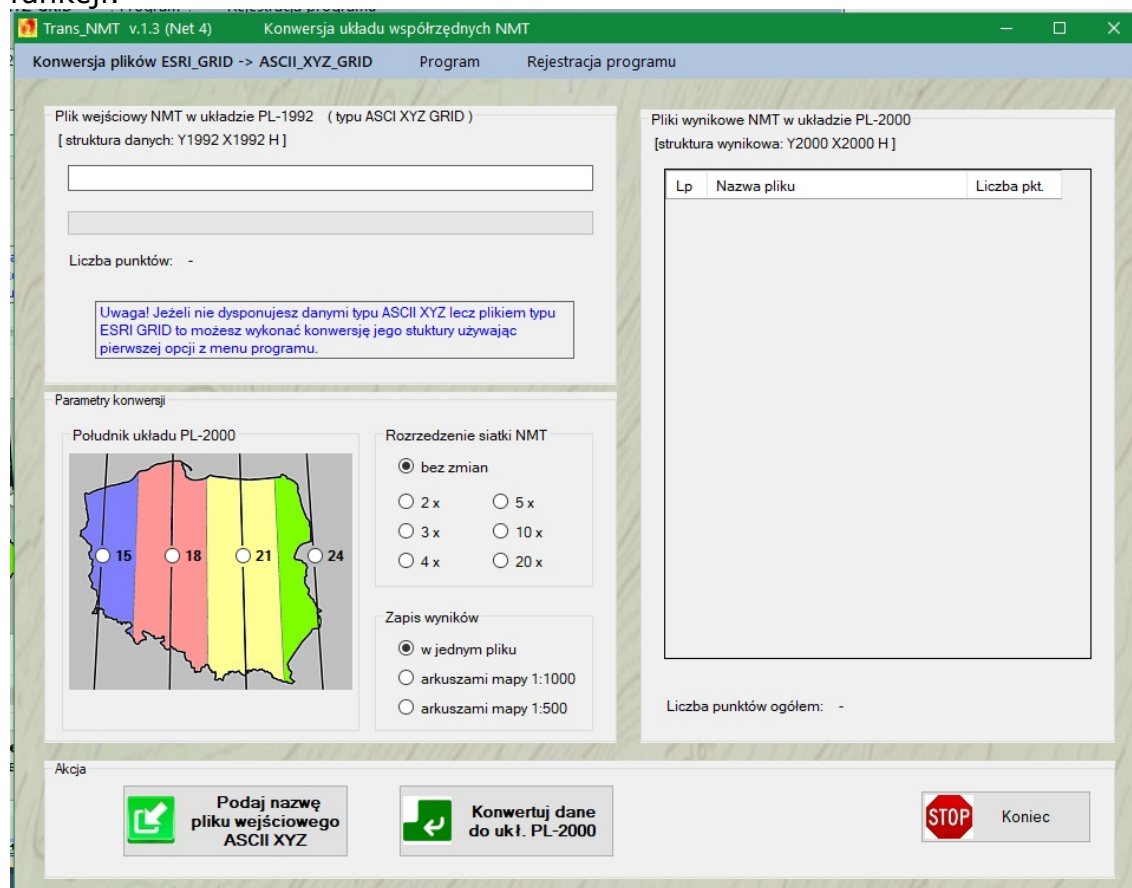 funkcji.
Trans_NMT v.1.3 (Net 4) Konwersja układu współrzędnych NMT
Konwersja plików ESRI_GRID -> ASCII_XYZ_GRID Program Rejestracja programu
Plik wejściowy NMT w układzie PL-1992 ( typu ASCI XYZ GRID )
[ struktura danych: Y1992 X1992 H ]
Liczba punktów: -
Uwaga! Jeżeli nie dysponujesz danymi typu ASCII XYZ lecz plikiem typu
ESRI GRID to możesz wykonać konwersję jego stuktury używając
pierwszej opcji z menu programu.
Pliki wynikowe NMT w układzie PL-2000
[struktura wynikowa: Y2000 X2000 H ]
Lp Nazwa pliku Liczba pkt.
Liczba punktów ogółem: -
Parametry konwersji
Południk układu PL-2000
15 18 21 24
Rozrzedzenie siatki NMT
bez zmian
2 x 5 x
3 x 10 x
4 x 20 x
Zapis wyników
w jednym pliku
arkuszami mapy 1:1000
arkuszami mapy 1:500
Akcja
Podaj nazwę
pliku wejściowego
ASCII XYZ
Konwertuj dane
do ukł. PL-2000
STOP Koniec